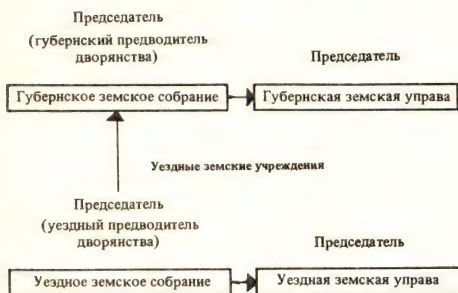 Председатель
(губернский предводитель
дворянства)
Председатель
Губернское земское собрание
Губернская земская управа
Уездные земские учреждения
Председатель
(уездный предводитель
дворянства)
Председатель
Уездное земское собрание
Уездная земская управа